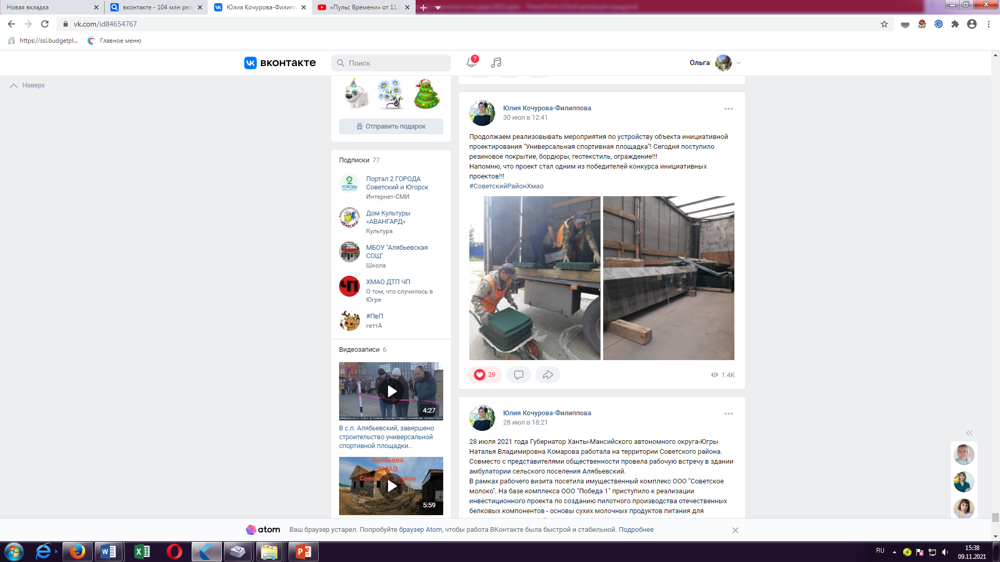 Новая вкладка
вконтакте - 104 млн рез
Юлия Кочурова-Филипп
«Пульс Времени» от 11.
vk.com/id84654767
https://ssl.budgetpl...
Главное меню
вконтакте
Поиск
7
Ольга
Наверх
Отправить подарок
Подписки 77
Портал 2 ГОРОДА
Советский и Югорск
Интернет-СМИ
Дом Культуры
«АВАНГАРД»
Культура
МБОУ "Алябьевская
СОШ"
Школа
ХМАО ДТП ЧП
О том, что случилось в
Югре
#ПвП
геттА
Видеозаписи 6
4:27
В с.п. Алябьевский, завершено
строительство универсальной
спортивной площадки..
Алябьево
ХМАО
Советский район
5:59
Юлия Кочурова-Филиппова
30 июл в 12:41
Продолжаем реализовывать мероприятия по устройству объекта инициативной
проектирования "Универсальная спортивная площадка"! Сегодня поступило
резиновое покрытие, бордюры, геотекстиль, ограждение!!!
Напомню, что проект стал одним из победителей конкурса инициативных
проектов!!!
#СоветскийРайонХмао
29
1.4K
Юлия Кочурова-Филиппова
28 июл в 18:21
28 июля 2021 года Губернатор Ханты-Мансийского автономного округа-Югры
Наталья Владимировна Комарова работала на территории Советского района.
Совместо с представителями общественности провела рабочую встречу в здании
амбулатории сельского поселения Алябьевский.
В рамках рабочего визита посетила имущественный комплекс ООО "Советское
молоко". На базе комплекса ООО "Победа 1" приступило к реализации
инвестиционного проекта по созданию пилотного производства отечественных
белковых компонентов - основы сухих молочных продуктов питания для
atom
Ваш браузер устарел. Попробуйте браузер Atom, чтобы работа ВКонтакте была быстрой и стабильной. Подробнее
RU
15:38
09.11.2021